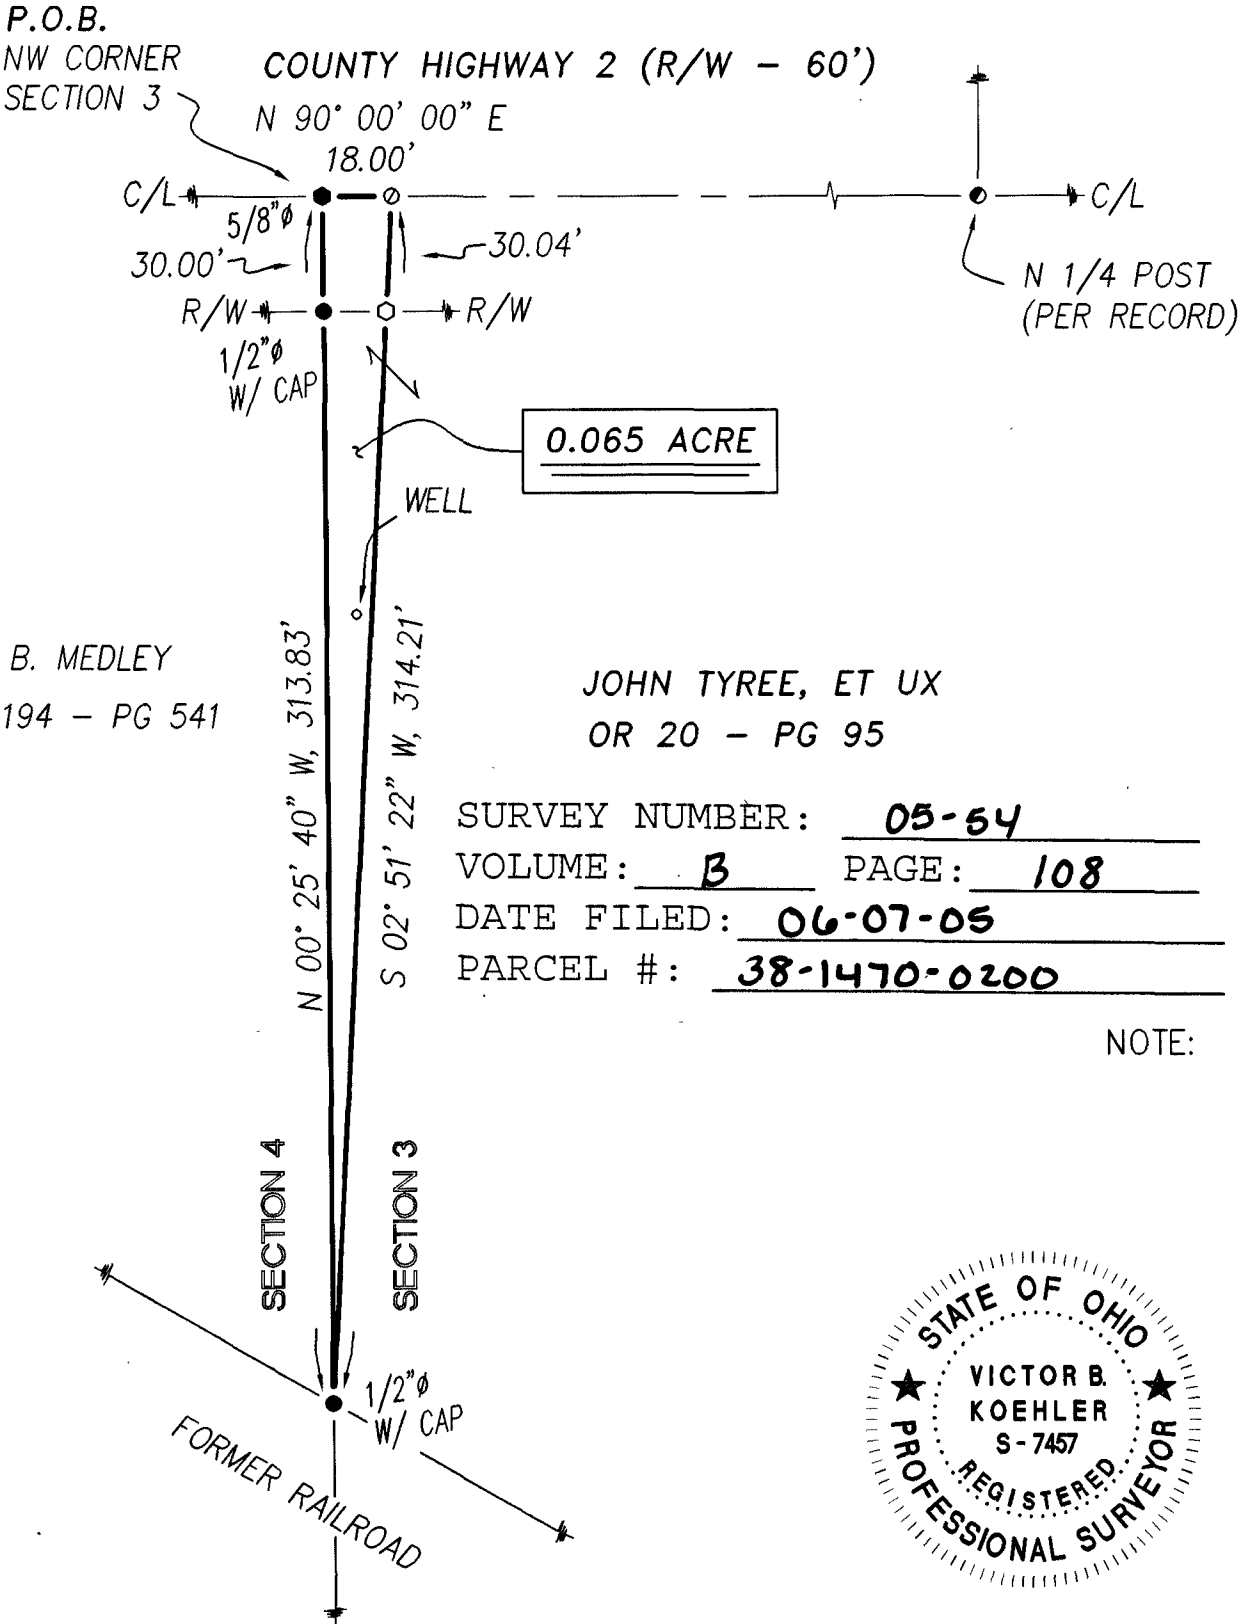 P.O.B.
NW CORNER
SECTION 3
COUNTY HIGHWAY 2 (R/W - 60')
N 90° 00' 00" E
18.00'
C/L
C/L
5/8"ø
30.00'
30.04'
N 1/4 POST
(PER RECORD)
R/W
R/W
1/2"ø
W/ CAP
0.065 ACRE
WELL
B. MEDLEY
194 - PG 541
N 00° 25' 40" W, 313.83'
S 02° 51' 22" W, 314.21'
JOHN TYREE, ET UX
OR 20 - PG 95
SURVEY NUMBER: 05-54
VOLUME: B PAGE: 108
DATE FILED: 06-07-05
PARCEL #: 38-1470-0200
NOTE:
SECTION 4
SECTION 3
1/2"ø
W/ CAP
FORMER RAILROAD
STATE OF OHIO
VICTOR B.
KOEHLER
S-7457
REGISTERED
PROFESSIONAL SURVEYOR